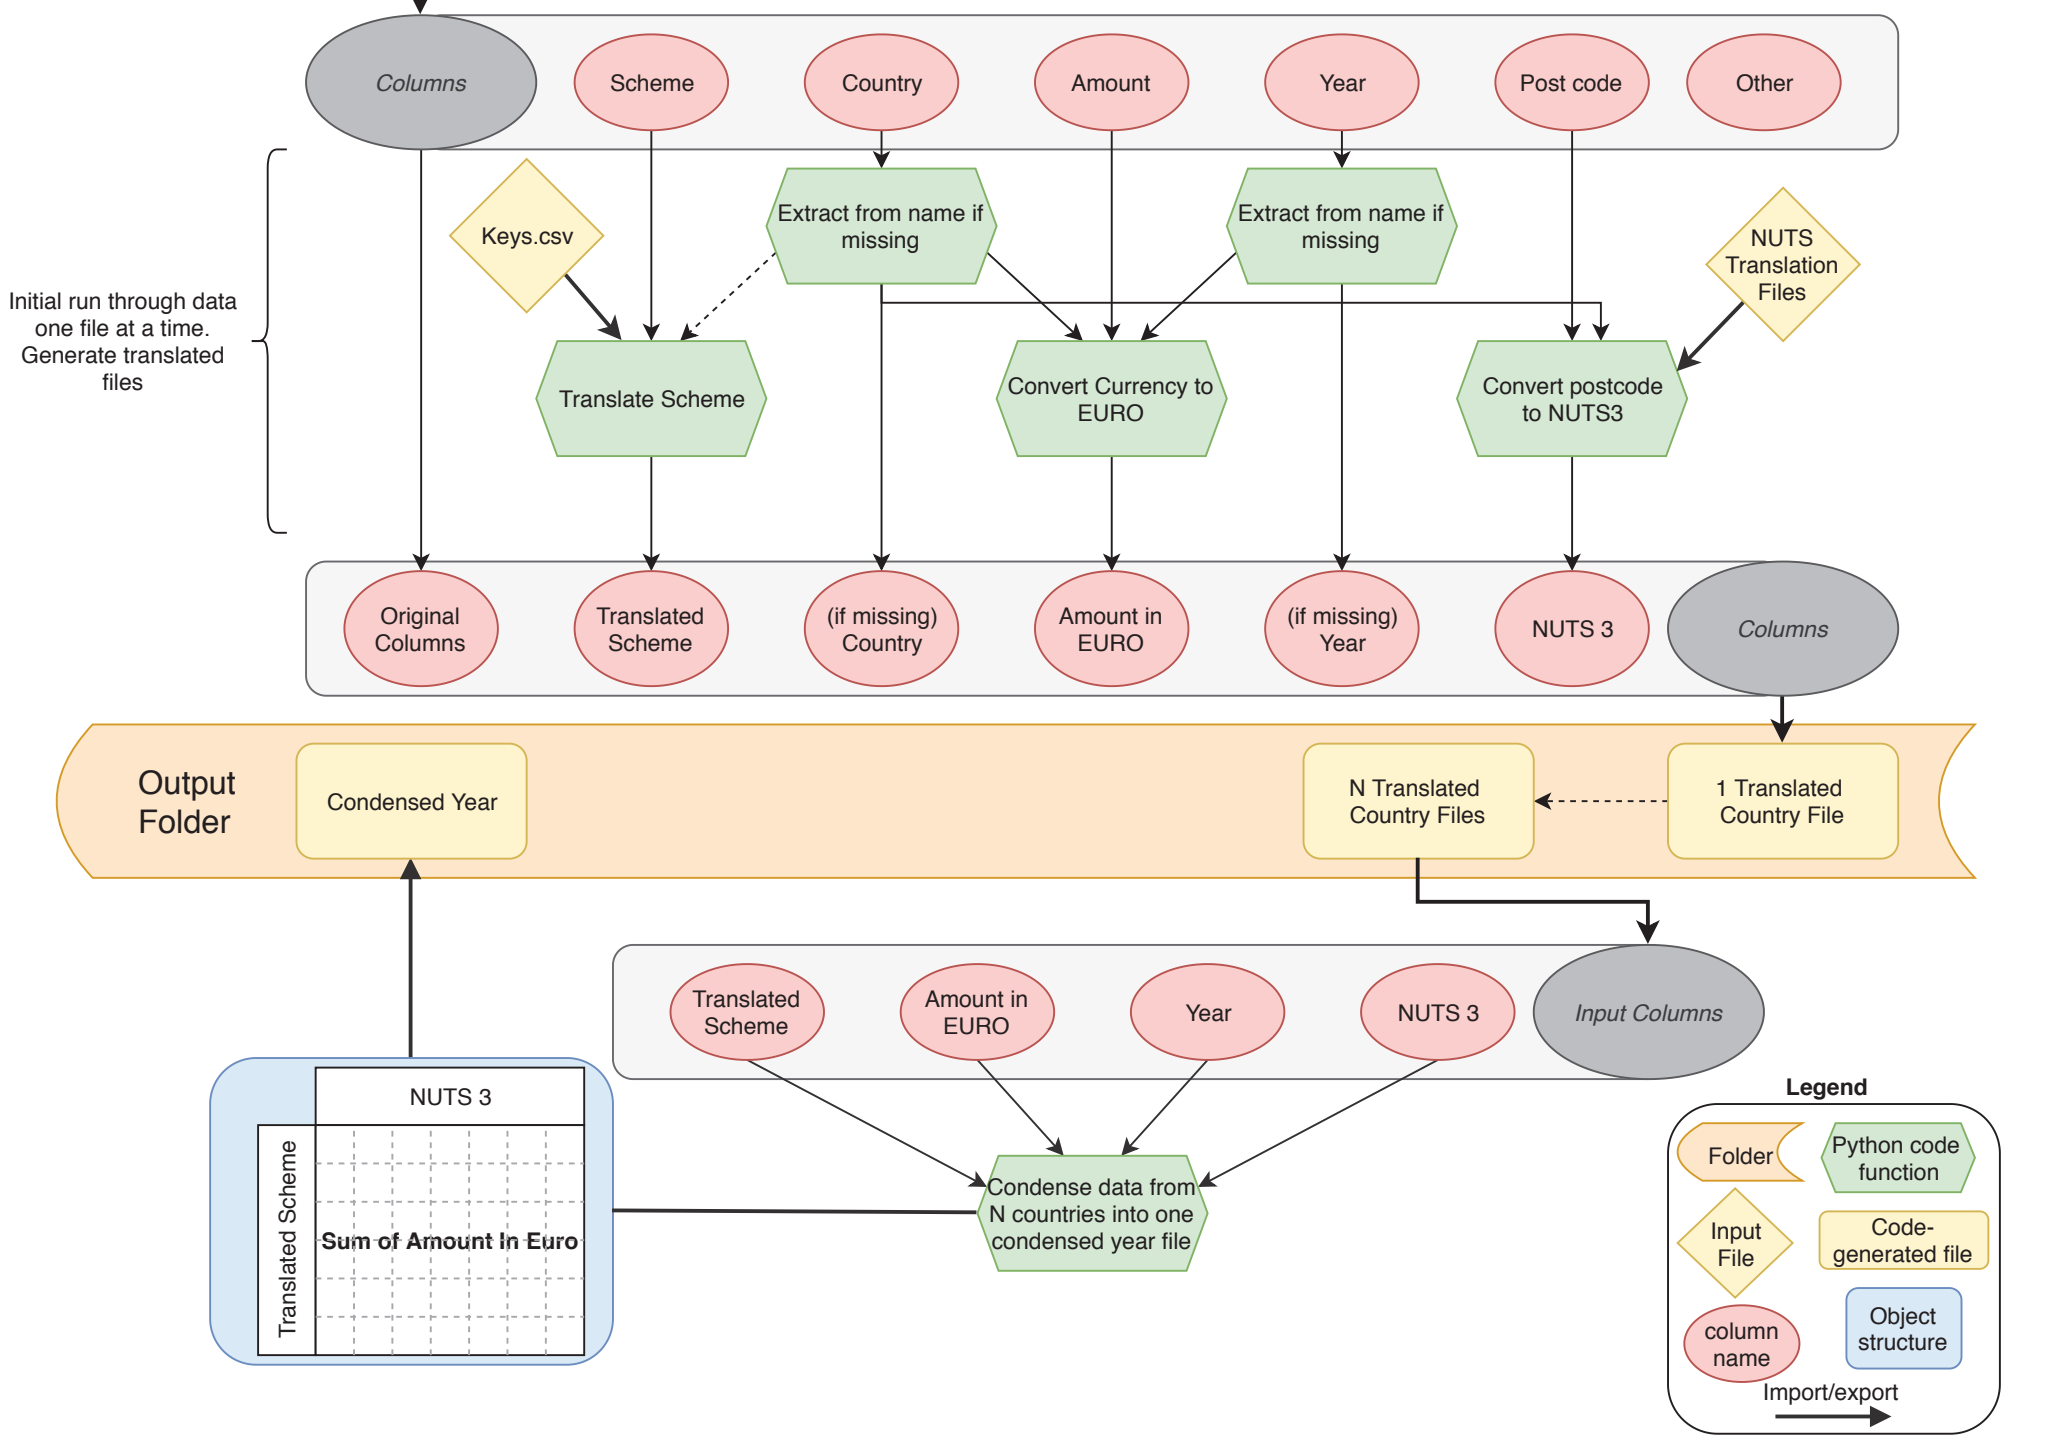 Columns
Scheme
Country
Amount
Year
Post code
Other
Extract from name if
missing
Extract from name if
missing
Keys.csv
NUTS
Translation
Files
Initial run through data
one file at a time.
Generate translated
files
Translate Scheme
Convert Currency to
EURO
Convert postcode
to NUTS3
Original
Columns
Translated
Scheme
(if missing)
Country
Amount in
EURO
(if missing)
Year
NUTS 3
Columns
Output
Folder
Condensed Year
N Translated
Country Files
1 Translated
Country File
Translated
Scheme
Amount in
EURO
Year
NUTS 3
Input Columns
NUTS 3
Translated Scheme
Sum of Amount In Euro
Condense data from
N countries into one
condensed year file
Legend
Folder
Python code
function
Input
File
Code-
generated file
column
name
Object
structure
Import/export